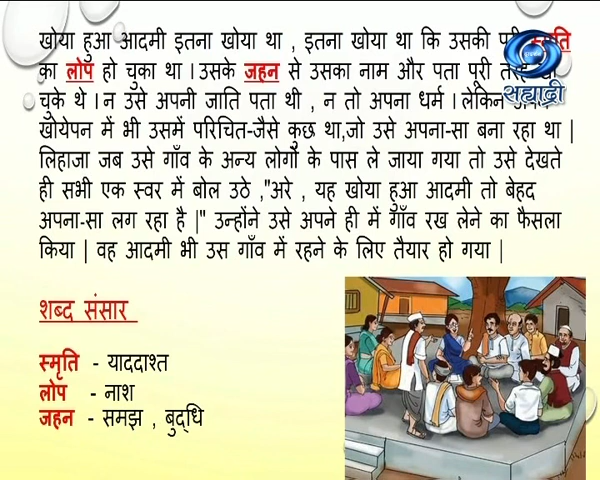 खोया हुआ आदमी इतना खोया था , इतना खोया था कि उसकी
का लोप हो चुका था । उसके जहन से उसका नाम और पता पूरी
चुके थे । न उसे अपनी जाति पता थी , न तो अपना धर्म । लेकिन
खोयेपन में भी उसमें परिचित-जैसे कुछ था,जो उसे अपना-सा बना रहा था |
लिहाजा जब उसे गाँव के अन्य लोगों के पास ले जाया गया तो उसे देखते
ही सभी एक स्वर में बोल उठे ,"अरे , यह खोया हुआ आदमी तो बेहद
अपना-सा लग रहा है |" उन्होंने उसे अपने ही में गाँव रख लेने का फैसला
किया | वह आदमी भी उस गाँव में रहने के लिए तैयार हो गया |
सह्याद्री
शब्द संसार
स्मृति - याददाश्त
लोप - नाश
जहन - समझ , बुद्धि